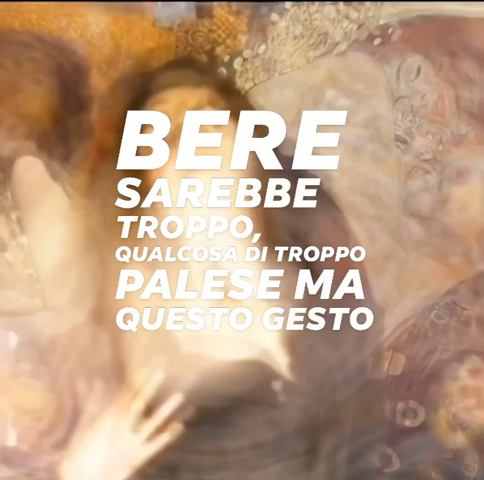 BERE
SAREBBE
TROPPO,
QUALCOSA DI TROPPO
PALESE MA
QUESTO GESTO